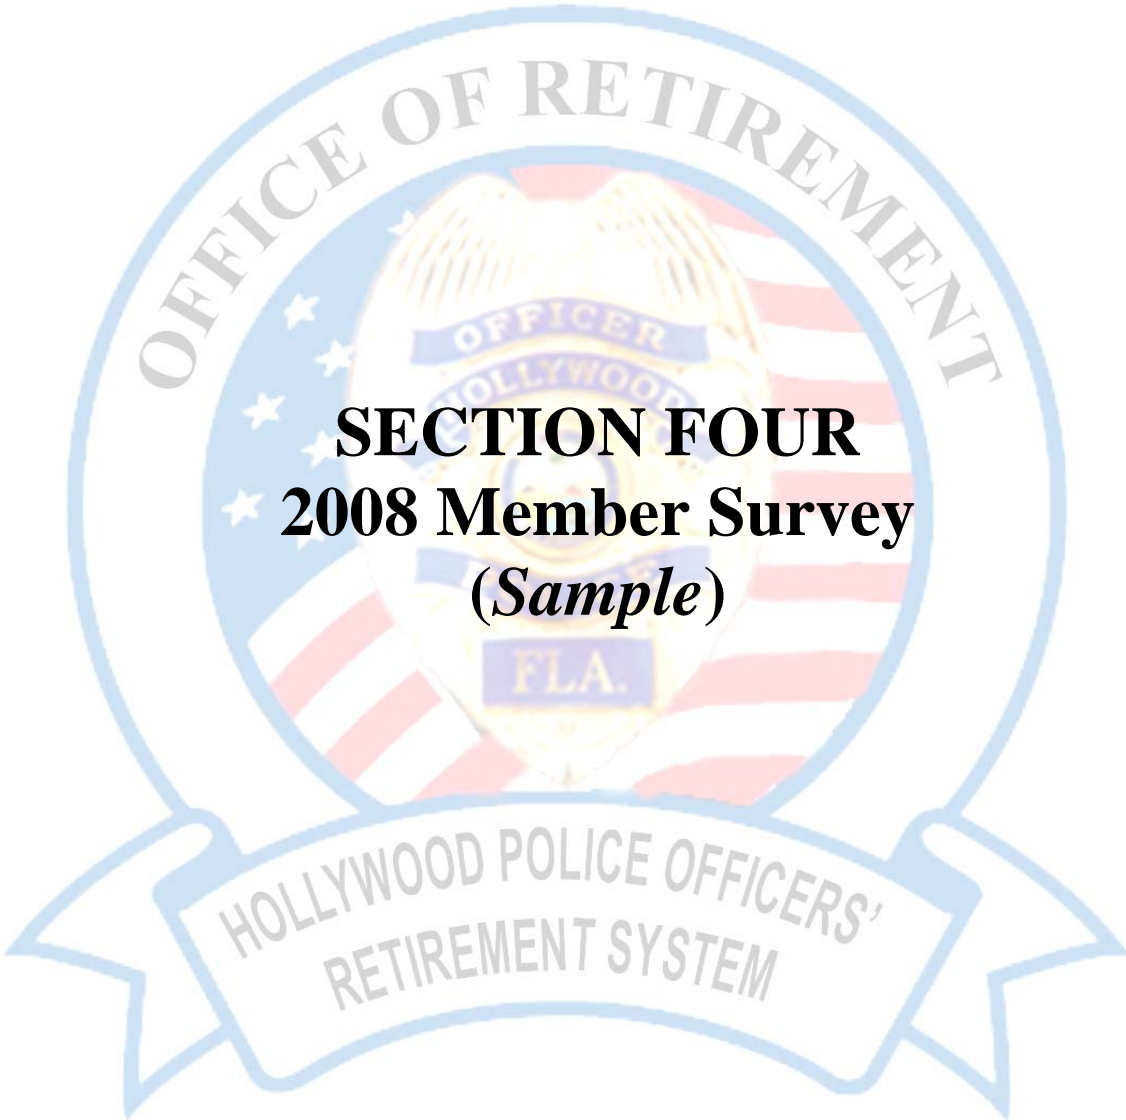 OFFICE OF RETIREMENT
OFFICER
HOLLYWOOD
SECTION FOUR
2008 Member Survey
(Sample)
FLA.
HOLLYWOOD POLICE OFFICERS'
RETIREMENT SYSTEM